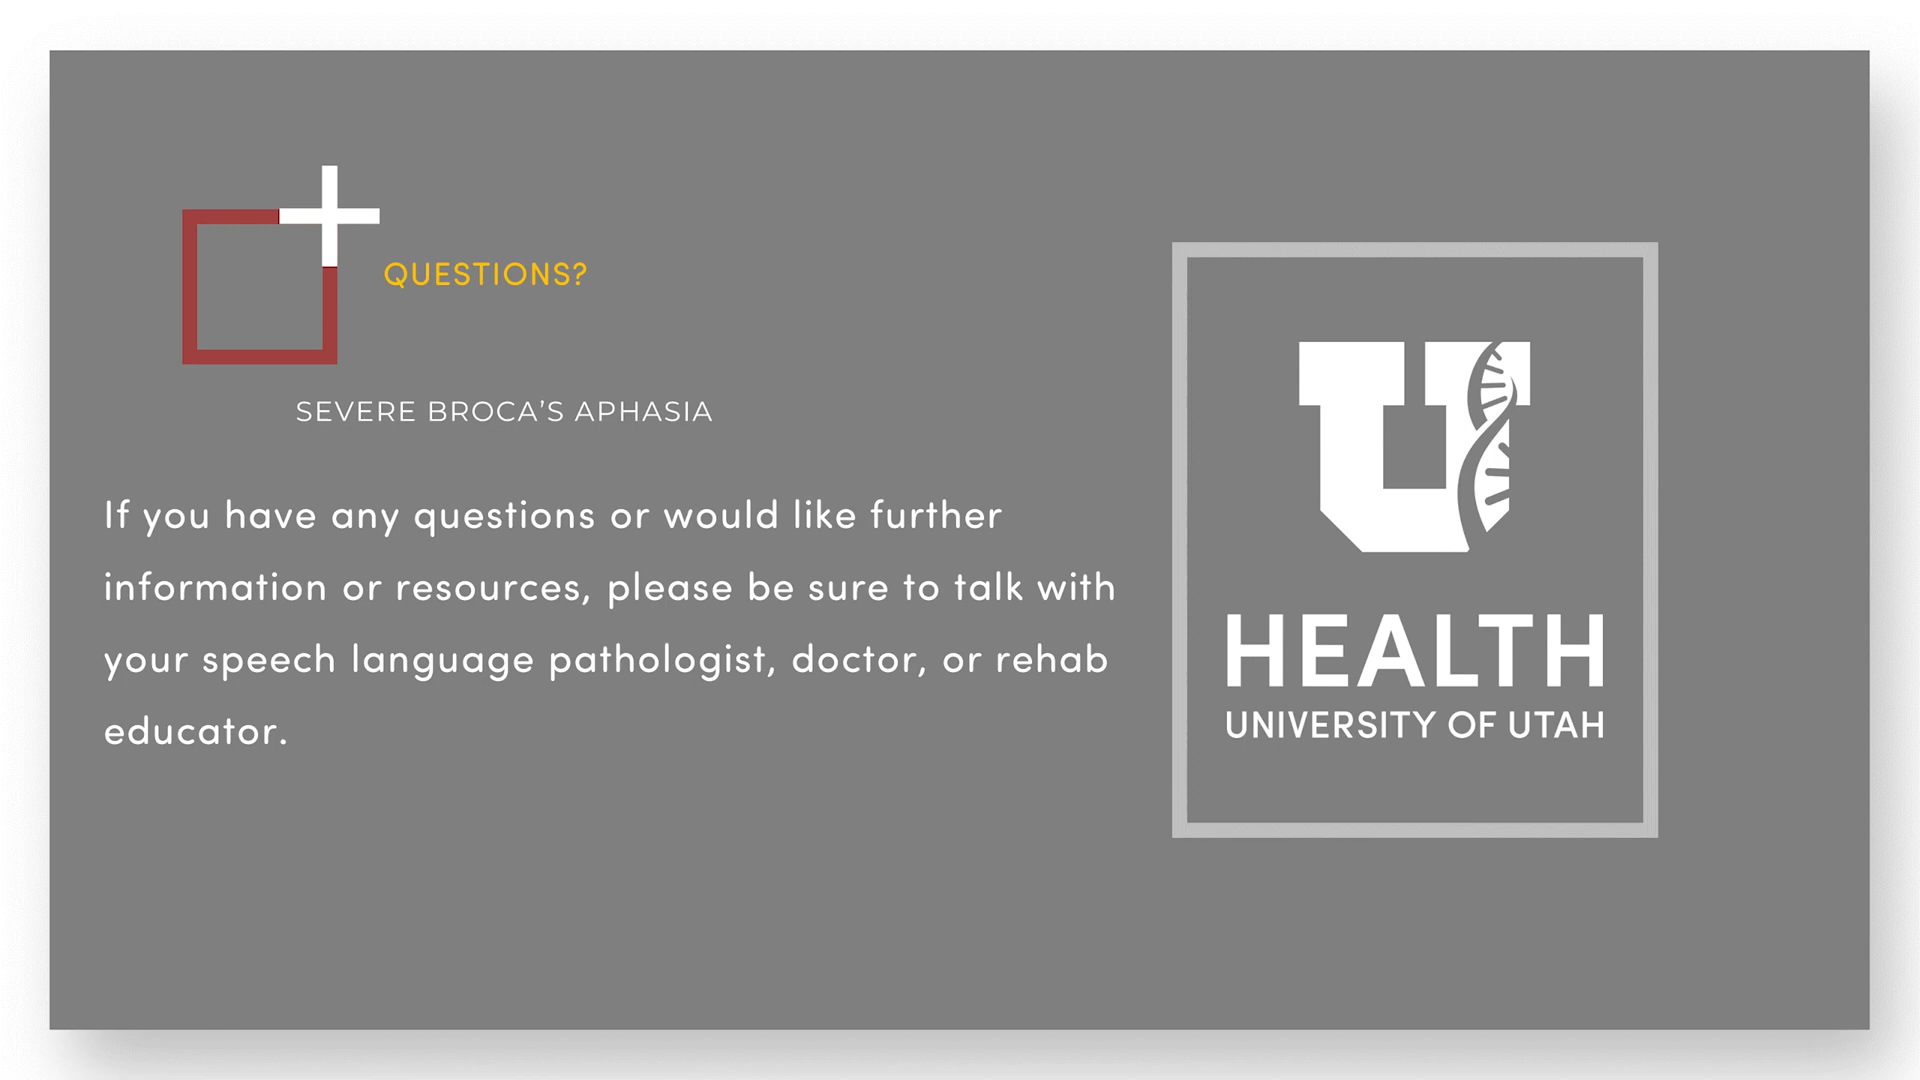 QUESTIONS?
SEVERE BROCA’S APHASIA
If you have any questions or would like further
information or resources, please be sure to talk with
your speech language pathologist, doctor, or rehab
educator.
U
HEALTH
UNIVERSITY OF UTAH